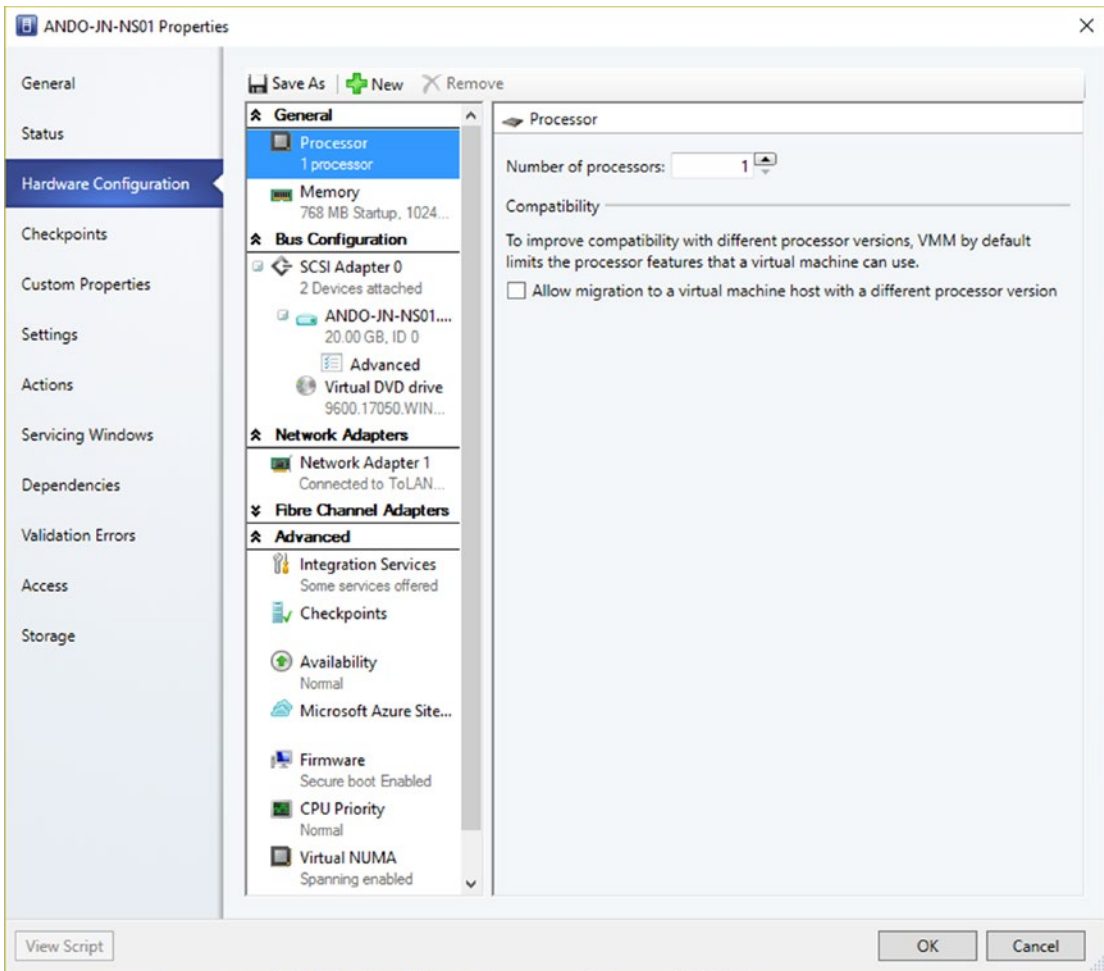 ANDO-JN-NS01 Properties
General
Status
Hardware Configuration
Checkpoints
Custom Properties
Settings
Actions
Servicing Windows
Dependencies
Validation Errors
Access
Storage
Save As New Remove
General
Processor
1 processor
Memory
768 MB Startup, 1024...
Bus Configuration
SCSI Adapter 0
2 Devices attached
ANDO-JN-NS01....
20.00 GB, ID 0
Advanced
Virtual DVD drive
9600.17050.WIN...
Network Adapters
Network Adapter 1
Connected to ToLAN...
Fibre Channel Adapters
Advanced
Integration Services
Some services offered
Checkpoints
Availability
Normal
Microsoft Azure Site...
Firmware
Secure boot Enabled
CPU Priority
Normal
Virtual NUMA
Spanning enabled
Processor
Number of processors: 1
Compatibility
To improve compatibility with different processor versions, VMM by default
limits the processor features that a virtual machine can use.
Allow migration to a virtual machine host with a different processor version
View Script
OK Cancel